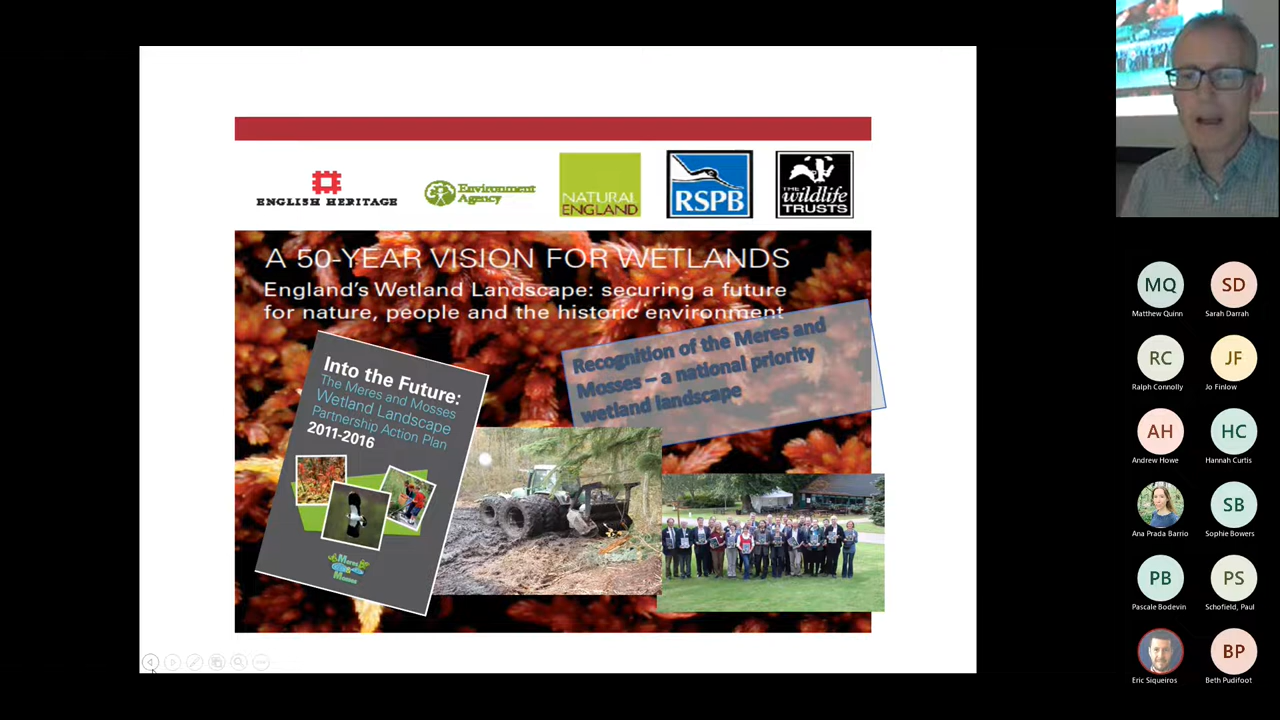 ENGLISH HERITAGE
Environment
Agency
NATURAL
ENGLAND
RSPB
THE
wildlife
TRUSTS
A 50-YEAR VISION FOR WETLANDS
England's Wetland Landscape: securing a future
for nature, people and the historic environment
Recognition of the Meres and
Mosses – a national priority
wetland landscape
Into the Future:
The Meres and Mosses
Wetland Landscape
Partnership Action Plan
2011-2016
Meres
Mosses
MQ
Matthew Quinn
SD
Sarah Darrah
RC
Ralph Connolly
JF
Jo Finlow
AH
Andrew Howe
HC
Hannah Curtis
Ana Prada Barrio
SB
Sophie Bowers
PB
Pascale Bodevin
PS
Schofield, Paul
Eric Siqueiros
BP
Beth Pudifoot